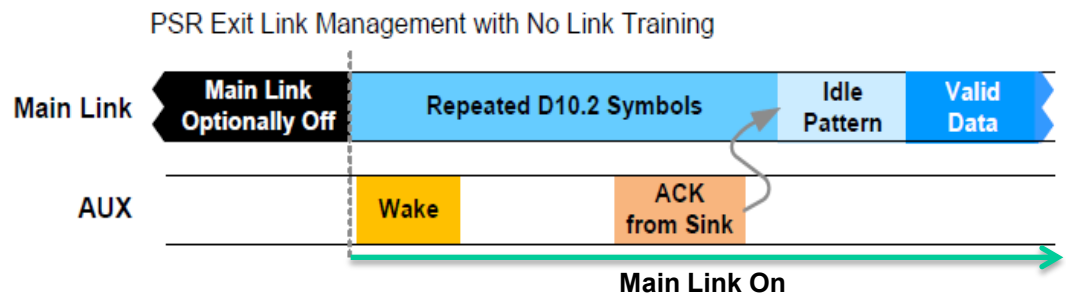 PSR Exit Link Management with No Link Training
Main Link
Main Link
Optionally Off
Repeated D10.2 Symbols
Idle
Pattern
Valid
Data
AUX
Wake
ACK
from Sink
Main Link On